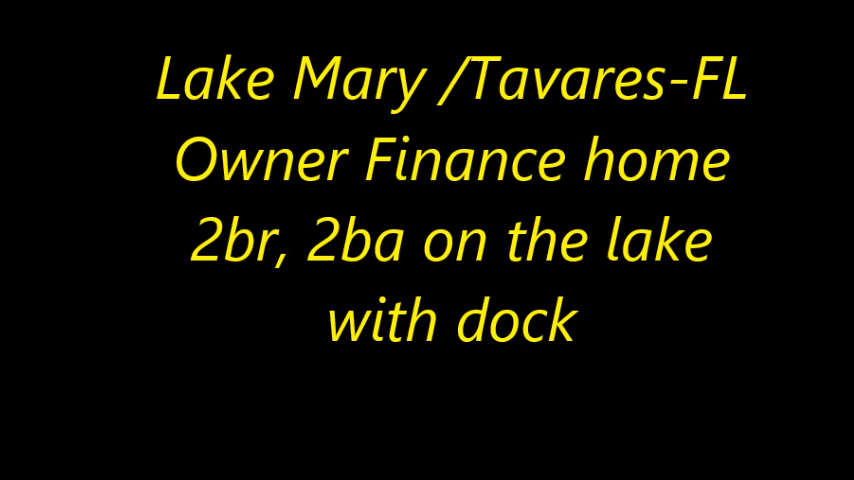 Lake Mary /Tavares-FL
Owner Finance home
2br, 2ba on the lake
with dock